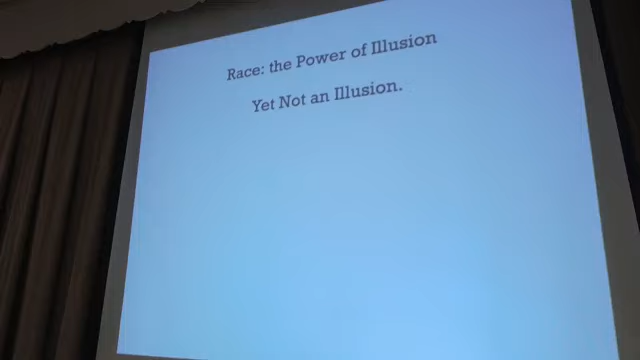 Race: the Power of Illusion
Yet Not an Illusion.